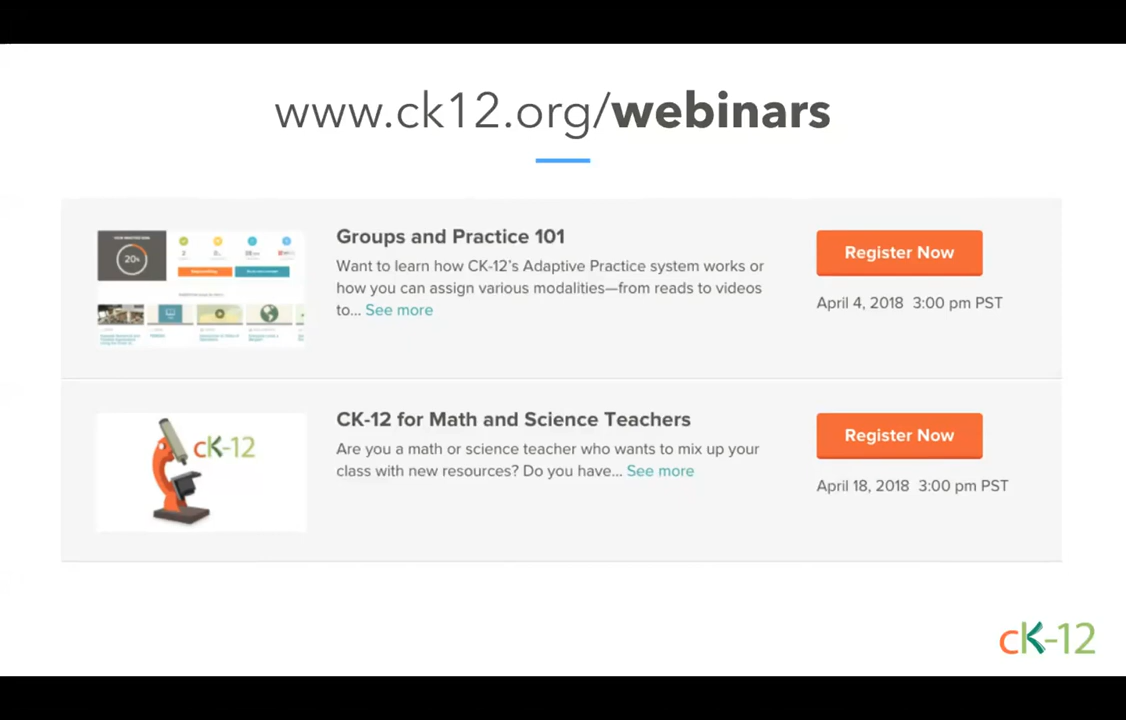 www.ck12.org/webinars
20%
Groups and Practice 101
Want to learn how CK-12’s Adaptive Practice system works or
how you can assign various modalities—from reads to videos
to... See more
Register Now
April 4, 2018 3:00 pm PST
cK-12
CK-12 for Math and Science Teachers
Are you a math or science teacher who wants to mix up your
class with new resources? Do you have... See more
Register Now
April 18, 2018 3:00 pm PST
cK-12